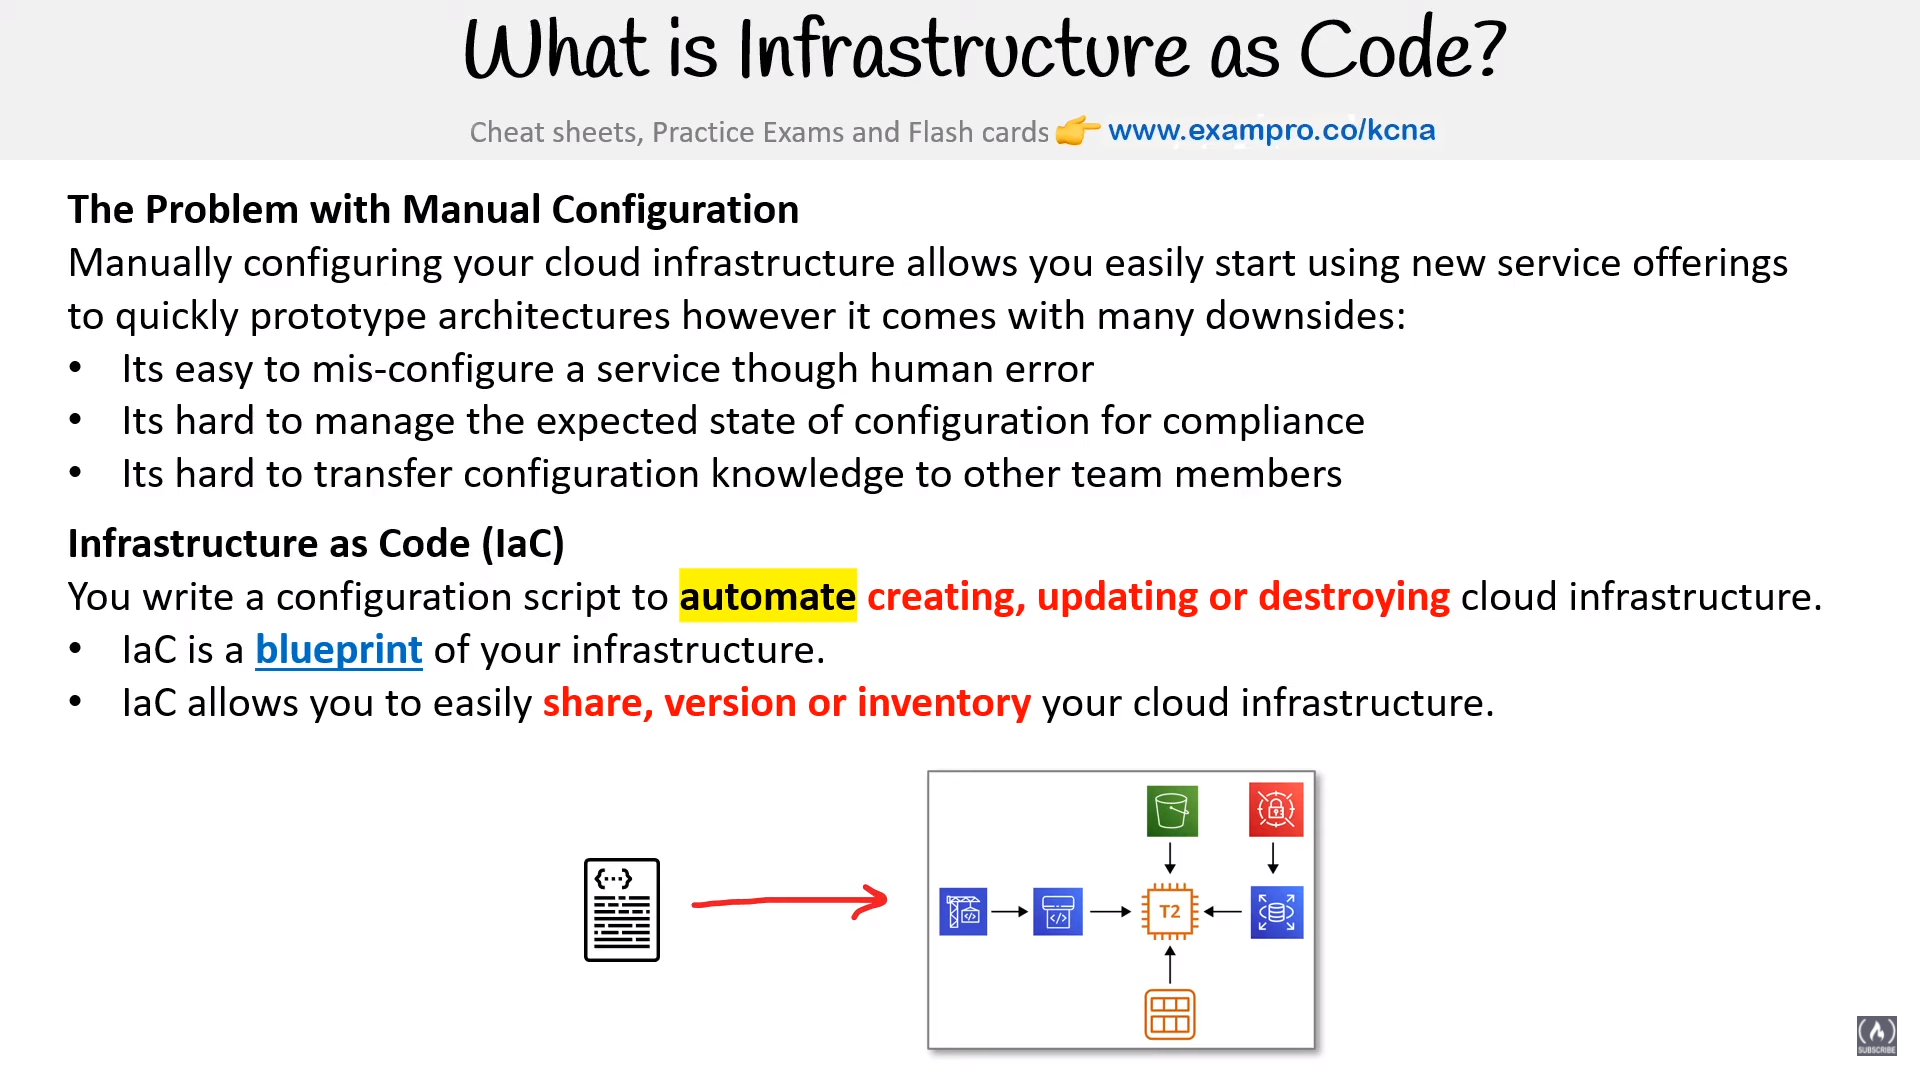 What is Infrastructure as Code?
Cheat sheets, Practice Exams and Flash cards 👉 www.exampro.co/kcna
The Problem with Manual Configuration
Manually configuring your cloud infrastructure allows you easily start using new service offerings
to quickly prototype architectures however it comes with many downsides:
• Its easy to mis-configure a service though human error
• Its hard to manage the expected state of configuration for compliance
• Its hard to transfer configuration knowledge to other team members
Infrastructure as Code (IaC)
You write a configuration script to automate creating, updating or destroying cloud infrastructure.
• IaC is a blueprint of your infrastructure.
• IaC allows you to easily share, version or inventory your cloud infrastructure.
{···}
</>
</>
T2
SUBSCRIBE